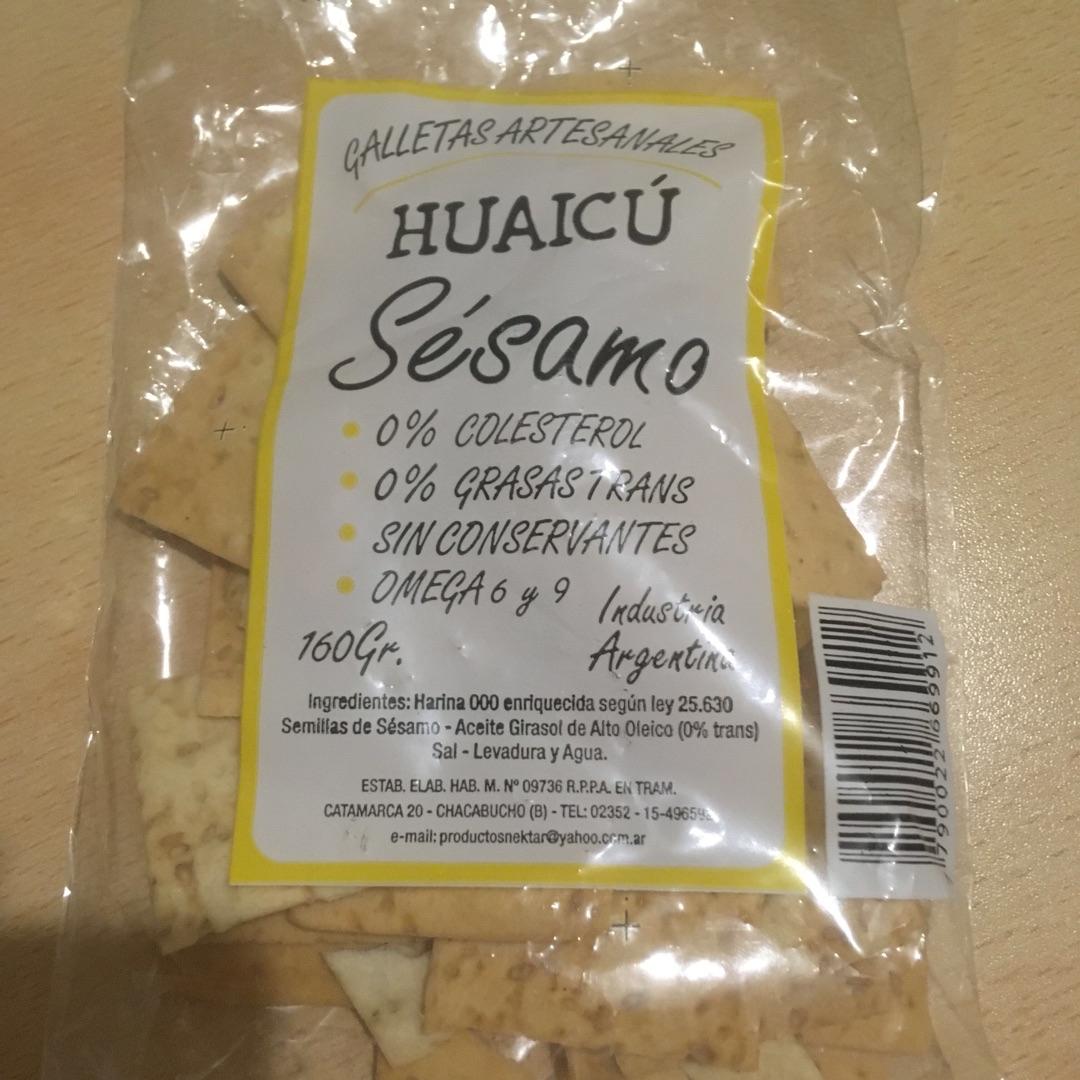 GALLETAS ARTESANALES
HUAICÚ
Sésamo
• 0% COLESTEROL
• 0% GRASAS TRANS
• SIN CONSERVANTES
• OMEGA 6 y 9
160Gr.
Industria
Argentina
Ingredientes: Harina 000 enriquecida según ley 25.630
Semillas de Sésamo - Aceite Girasol de Alto Oleico (0% trans)
Sal - Levadura y Agua.
ESTAB. ELAB. HAB. M. Nº 09736 R.P.P.A. EN TRAM.
CATAMARCA 20 - CHACABUCHO (B) - TEL: 02352 - 15-
e-mail: productosnektar@yahoo.com.ar